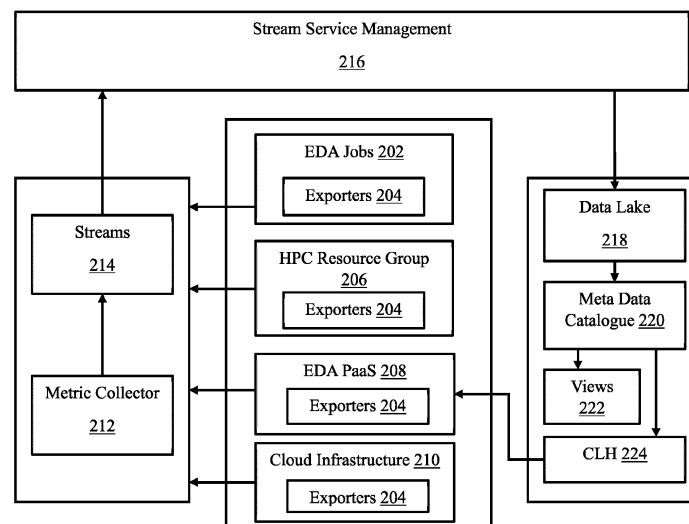 Stream Service Management
216
EDA Jobs 202
Exporters 204
Streams
214
HPC Resource Group
206
Exporters 204
Metric Collector
212
EDA PaaS 208
Exporters 204
Cloud Infrastructure 210
Exporters 204
Data Lake
218
Meta Data
Catalogue 220
Views
222
CLH 224